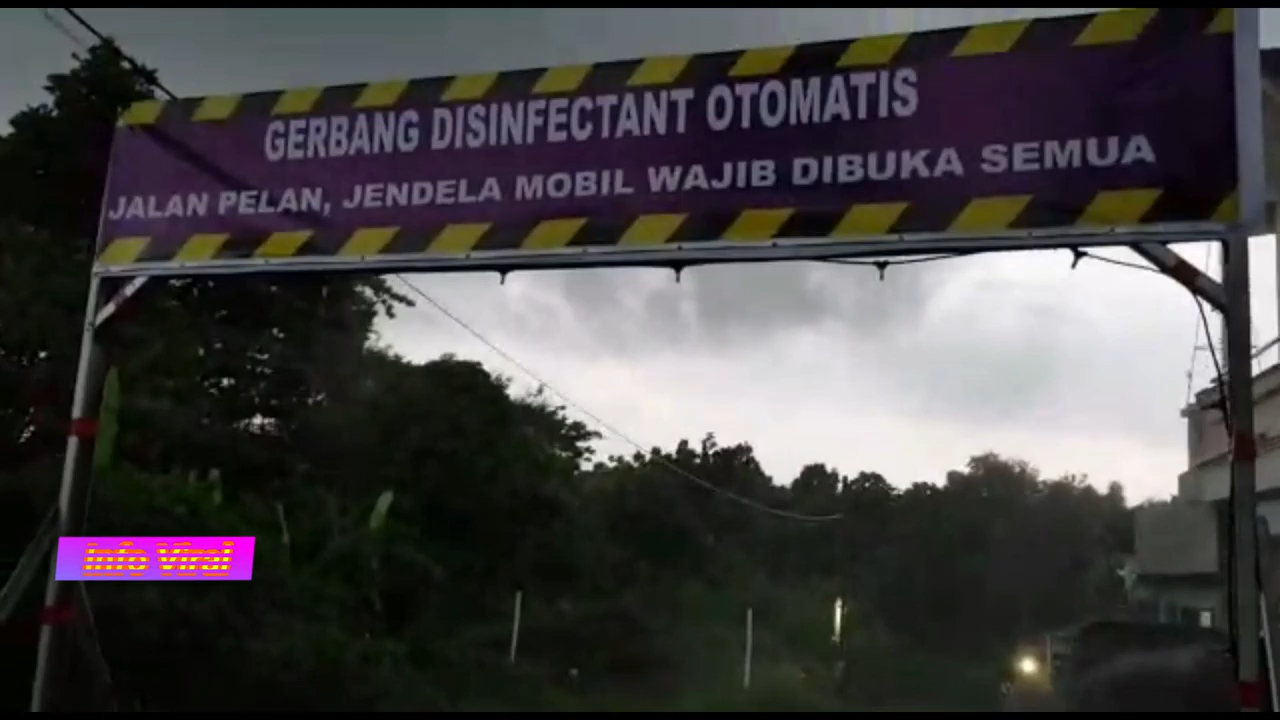 GERBANG DISINFECTANT OTOMATIS
JALAN PELAN, JENDELA MOBIL WAJIB DIBUKA SEMUA
Info Viral